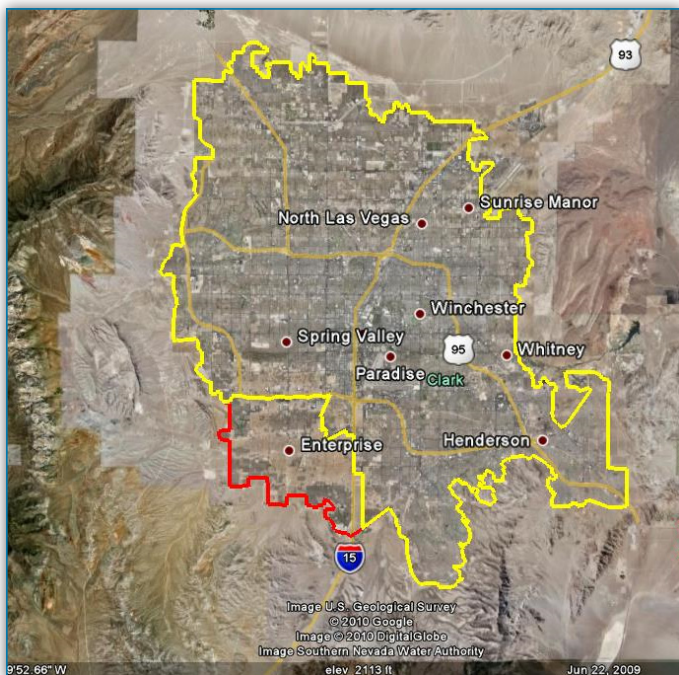 93
Sunrise Manor
North Las Vegas
Winchester
Spring Valley
95
Whitney
Paradise
Clark
Henderson
Enterprise
15
Image U.S. Geological Survey
© 2010 Google
Image © 2010 DigitalGlobe
Image Southern Nevada Water Authority
9'52.66" W
elev 2113 ft
Jun 22, 2009